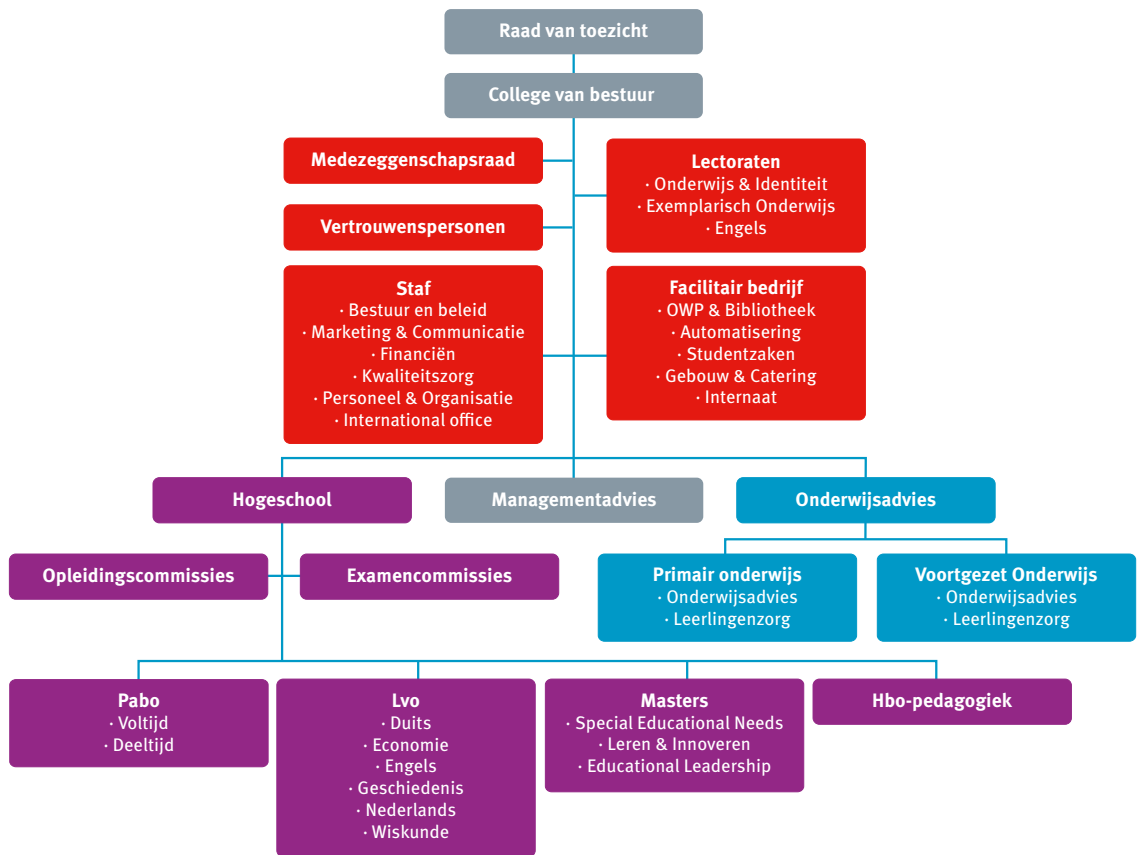 Raad van toezicht
College van bestuur
Medezeggenschapsraad
Lectoraten
· Onderwijs & Identiteit
· Exemplarisch Onderwijs
· Engels
Vertrouwenspersonen
Staf
· Bestuur en beleid
· Marketing & Communicatie
· Financiën
· Kwaliteitszorg
· Personeel & Organisatie
· International office
Facilitair bedrijf
· OWP & Bibliotheek
· Automatisering
· Studentzaken
· Gebouw & Catering
· Internaat
Hogeschool
Managementadvies
Onderwijsadvies
Opleidingscommissies
Examencommissies
Primair onderwijs
· Onderwijsadvies
· Leerlingenzorg
Voortgezet Onderwijs
· Onderwijsadvies
· Leerlingenzorg
Pabo
· Voltijd
· Deeltijd
Lvo
· Duits
· Economie
· Engels
· Geschiedenis
· Nederlands
· Wiskunde
Masters
· Special Educational Needs
· Leren & Innoveren
· Educational Leadership
Hbo-pedagogiek